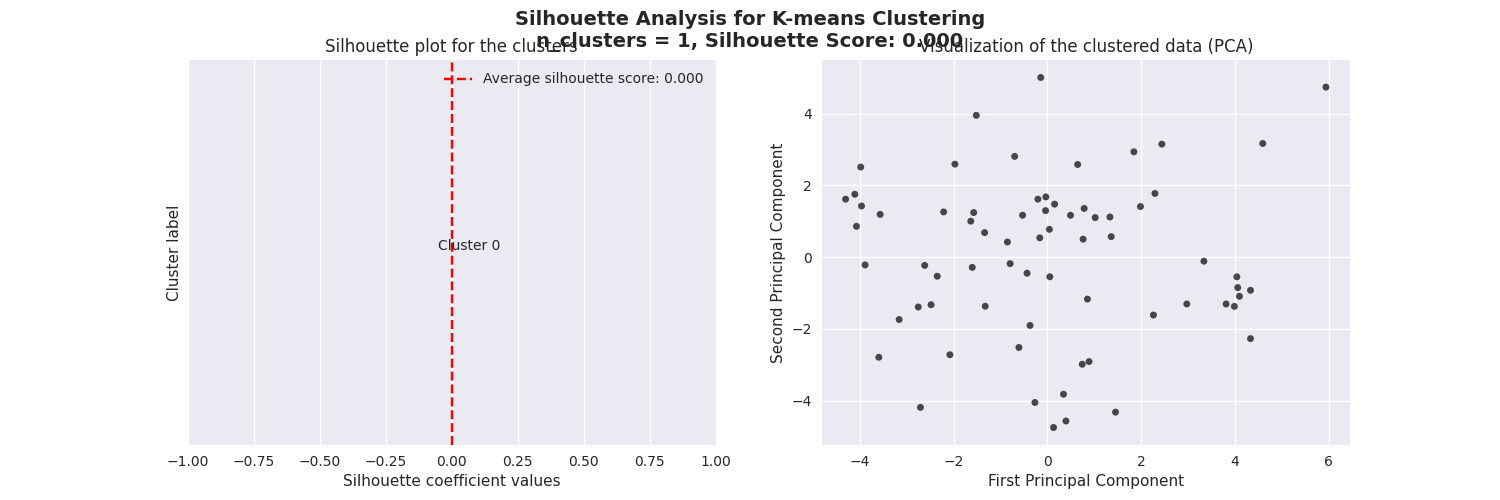 Silhouette Analysis for K-means Clustering
n_clusters = 1, Silhouette Score: 0.000
Silhouette plot for the clusters
Average silhouette score: 0.000
Cluster 0
Cluster label
−1.00 −0.75 −0.50 −0.25 0.00 0.25 0.50 0.75 1.00
Silhouette coefficient values
Visualization of the clustered data (PCA)
Second Principal Component
4
2
0
−2
−4
−4 −2 0 2 4 6
First Principal Component